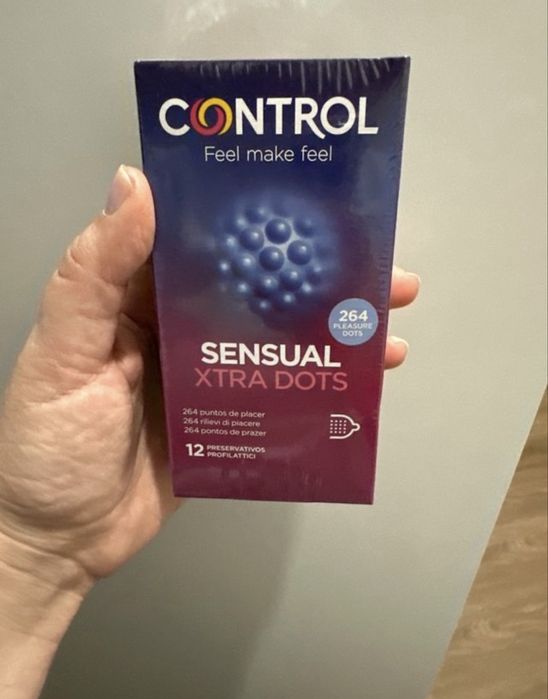 CONTROL
Feel make feel
264
PLEASURE
DOTS
SENSUAL
XTRA DOTS
264 puntos de placer
264 rilievi di piacere
264 pontos de prazer
12 PRESERVATIVOS
PROFILATTICI